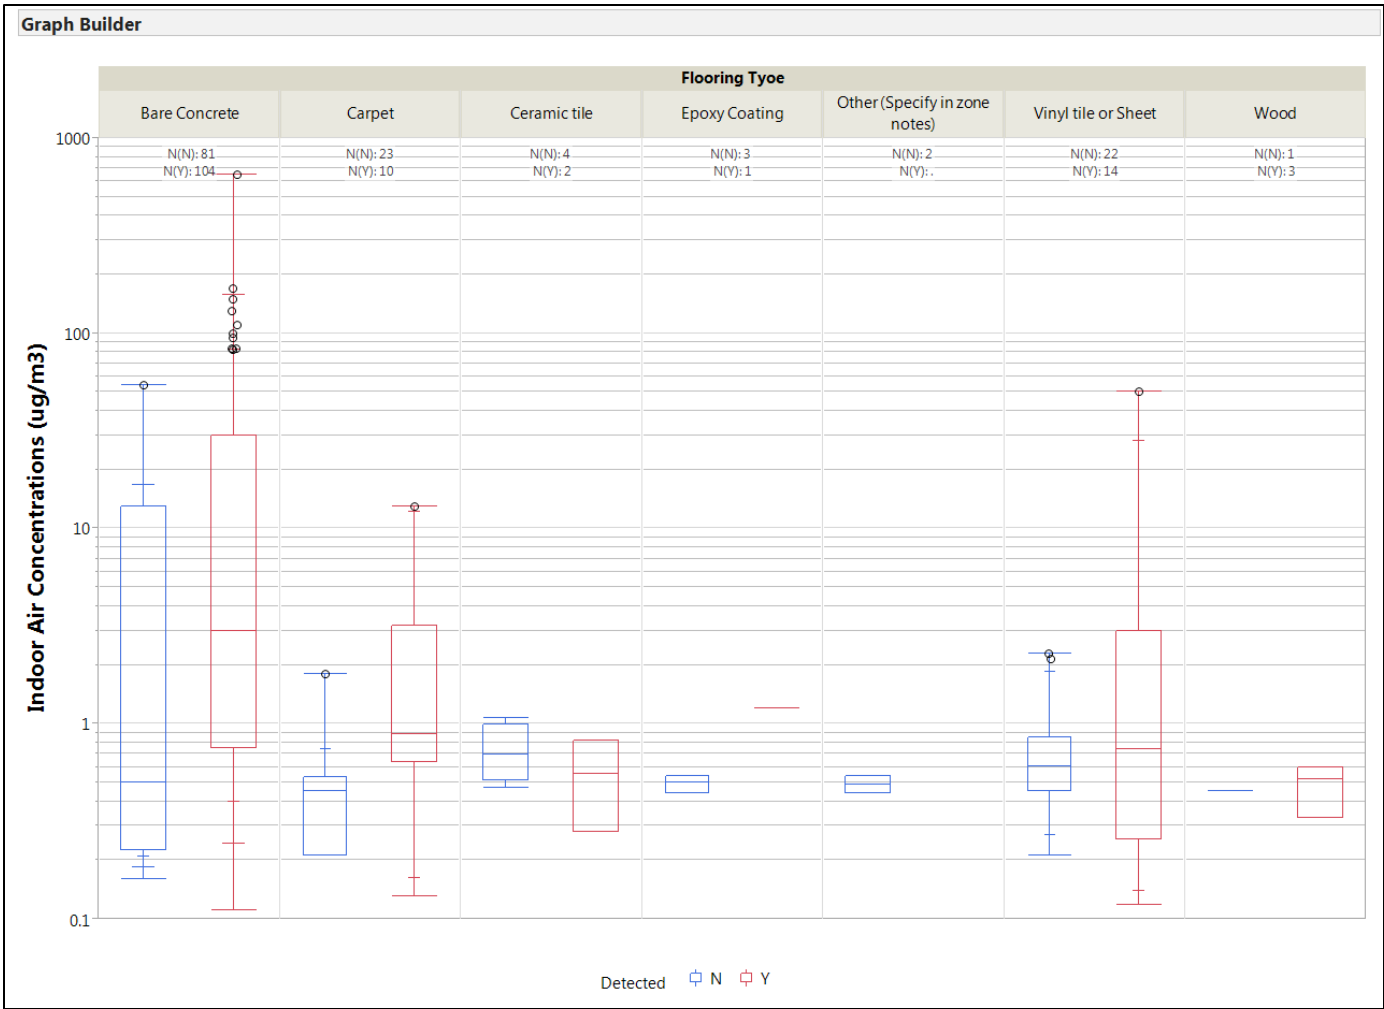 Graph Builder
Flooring Tyoe
Bare Concrete
Carpet
Ceramic tile
Epoxy Coating
Other (Specify in zone
notes)
Vinyl tile or Sheet
Wood
N(N): 81
N(Y): 104
N(N): 23
N(Y): 10
N(N): 4
N(Y): 2
N(N): 3
N(Y): 1
N(N): 2
N(Y): .
N(N): 22
N(Y): 14
N(N): 1
N(Y): 3
1000
100
10
1
0.1
Indoor Air Concentrations (ug/m3)
Detected N Y